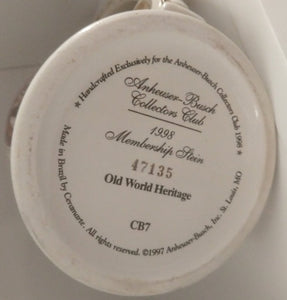 ★ Handcrafted Exclusively for the Anheuser-Busch Collectors Club 1998 ★
Anheuser-Busch
Collectors Club
1998
Membership Stein
47135
Old World Heritage
CB7
Made in Brazil by Ceramarte. All rights reserved. ©1997 Anheuser-Busch, Inc. St. Louis, MO